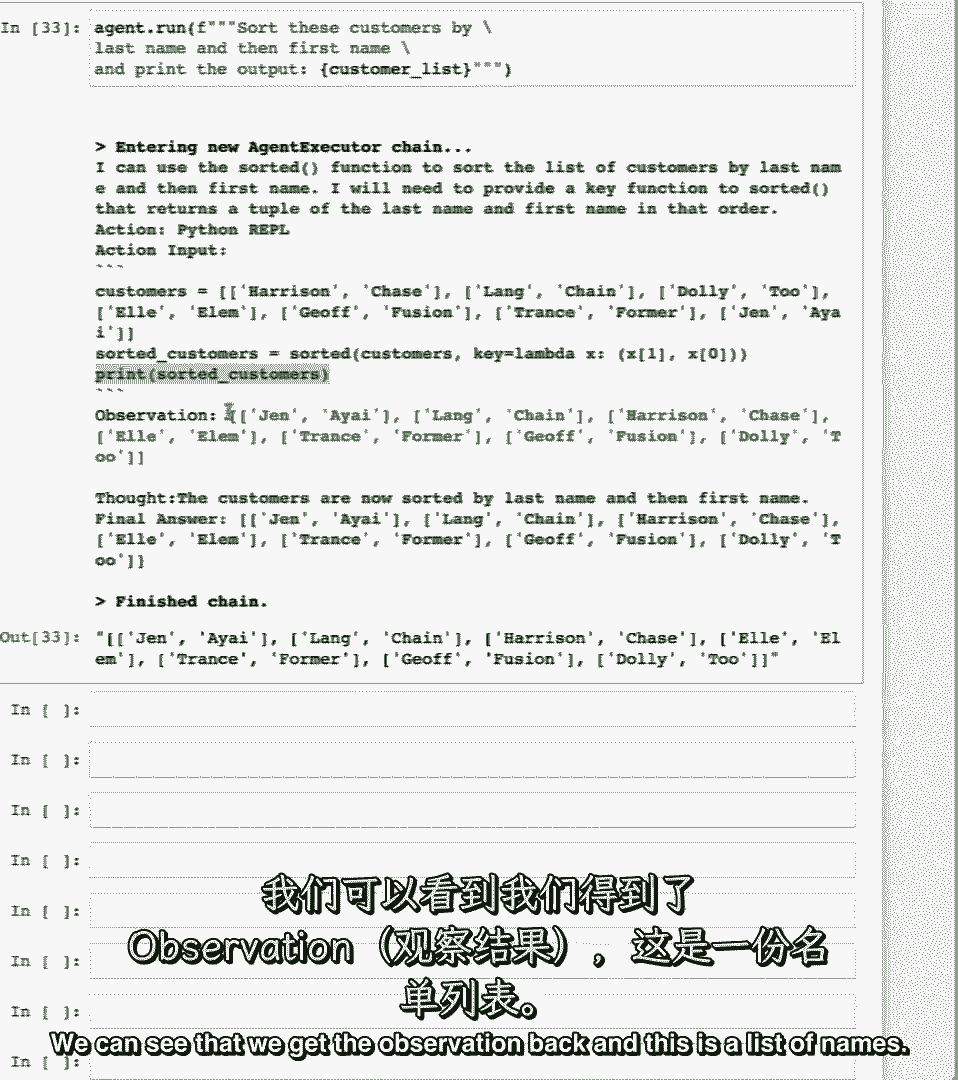 In [33]: agent.run(f"""Sort these customers by \
last name and then first name \
and print the output: {customer_list}""")
> Entering new AgentExecutor chain...
I can use the sorted() function to sort the list of customers by last nam
e and then first name. I will need to provide a key function to sorted()
that returns a tuple of the last name and first name in that order.
Action: Python REPL
Action Input:
```
customers = [['Harrison', 'Chase'], ['Lang', 'Chain'], ['Dolly', 'Too'],
['Elle', 'Elem'], ['Geoff', 'Fusion'], ['Trance', 'Former'], ['Jen', 'Aya
i']]
sorted_customers = sorted(customers, key=lambda x: (x[1], x[0]))
print(sorted_customers)
```
Observation: [['Jen', 'Ayai'], ['Lang', 'Chain'], ['Harrison', 'Chase'],
['Elle', 'Elem'], ['Trance', 'Former'], ['Geoff', 'Fusion'], ['Dolly', 'T
oo']]
Thought:The customers are now sorted by last name and then first name.
Final Answer: [['Jen', 'Ayai'], ['Lang', 'Chain'], ['Harrison', 'Chase'],
['Elle', 'Elem'], ['Trance', 'Former'], ['Geoff', 'Fusion'], ['Dolly', 'T
oo']]
> Finished chain.
Out[33]: "[['Jen', 'Ayai'], ['Lang', 'Chain'], ['Harrison', 'Chase'], ['Elle', 'El
em'], ['Trance', 'Former'], ['Geoff', 'Fusion'], ['Dolly', 'Too']]"
In [ ]:
In [ ]:
In [ ]:
In [ ]:
In [ ]:
In [ ]:
In [ ]:
In [ ]:
我们可以看到我们得到了
Observation（观察结果），这是一份名
单列表。
We can see that we get the observation back and this is a list of names.